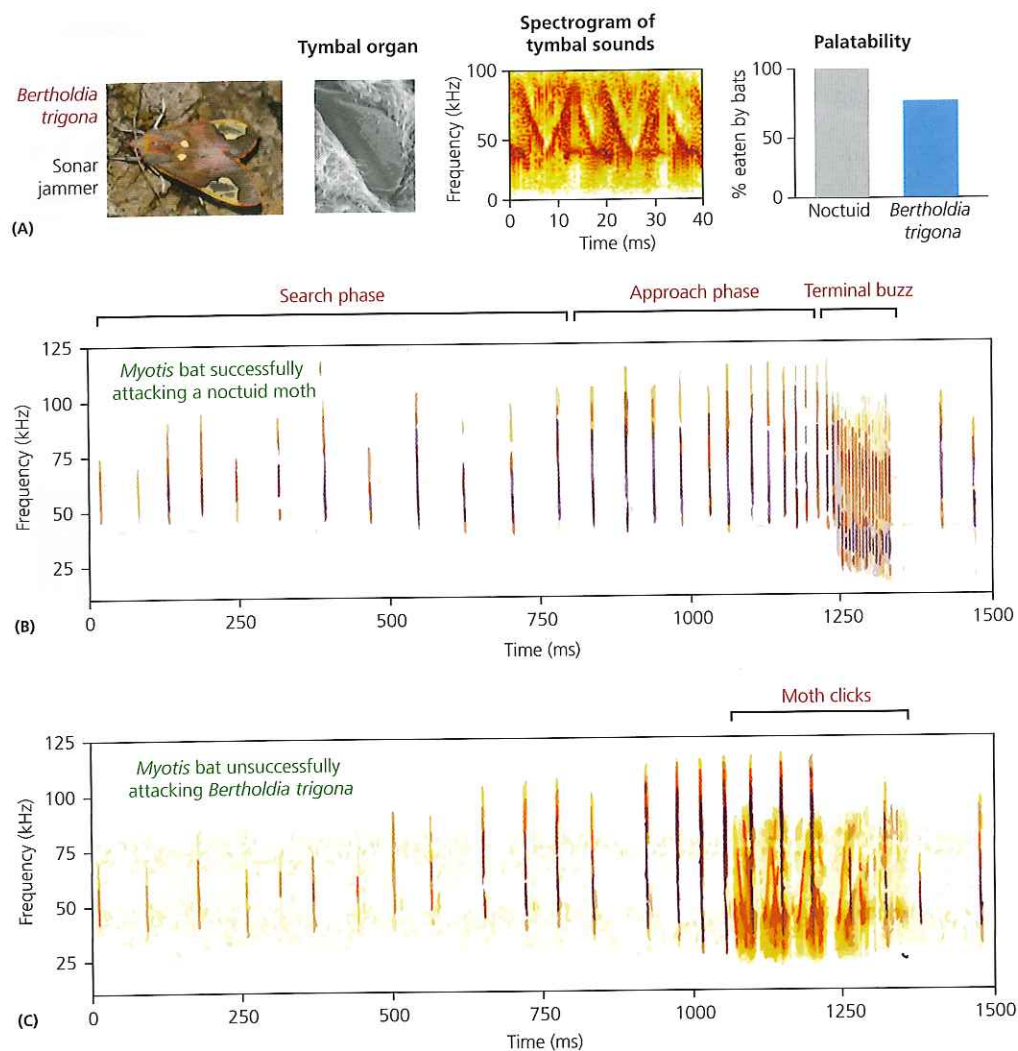 Tymbal organ
Spectrogram of
tymbal sounds
Palatability
Bertholdia
trigona
Sonar
jammer
(A)
Frequency (kHz)
100
50
0
0 10 20 30 40
Time (ms)
% eaten by bats
100
50
0
Noctuid
Bertholdia
trigona
Search phase
Approach phase
Terminal buzz
Myotis bat successfully
attacking a noctuid moth
Frequency (kHz)
125
100
75
50
25
0 250 500 750 1000 1250 1500
(B)
Time (ms)
Moth clicks
Myotis bat unsuccessfully
attacking Bertholdia trigona
Frequency (kHz)
125
100
75
50
25
0 250 500 750 1000 1250 1500
(C)
Time (ms)